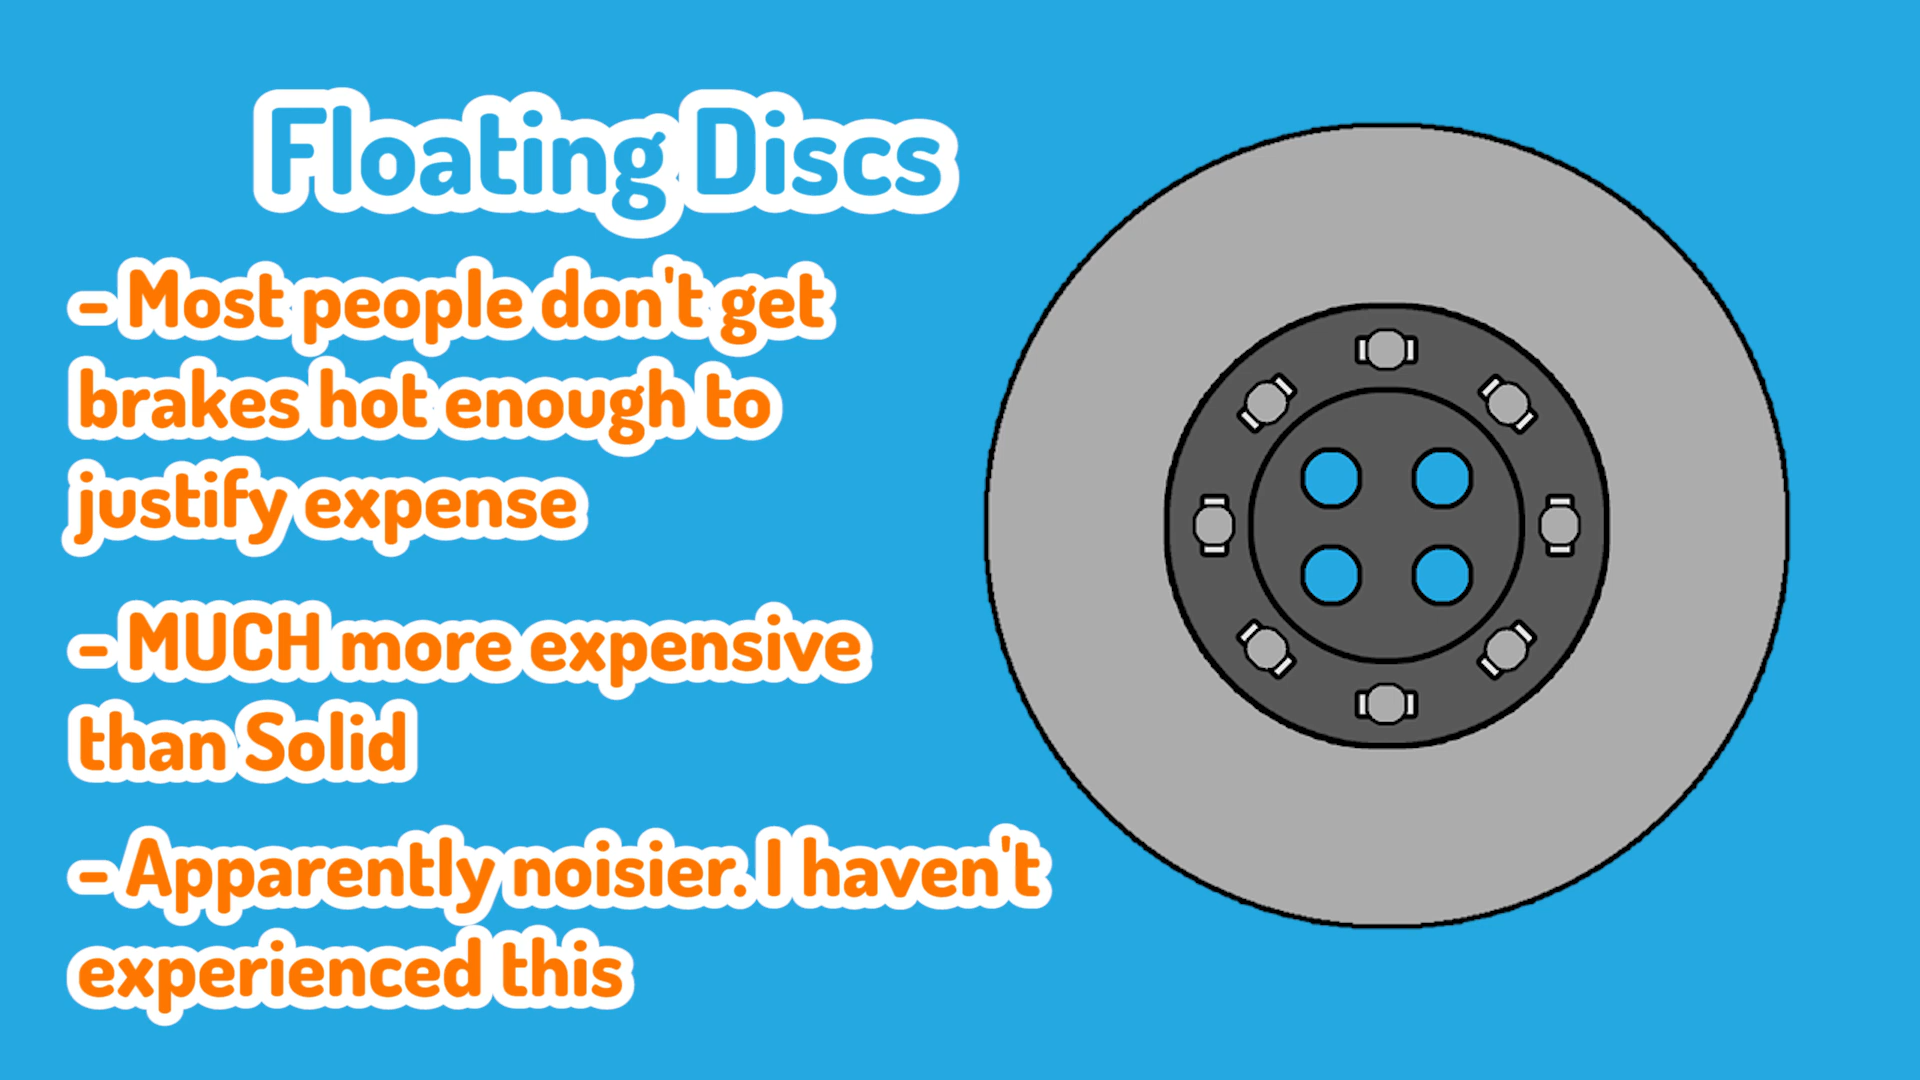 Floating Discs
- Most people don't get
brakes hot enough to
justify expense
- MUCH more expensive
than Solid
- Apparently noisier. I haven't
experienced this